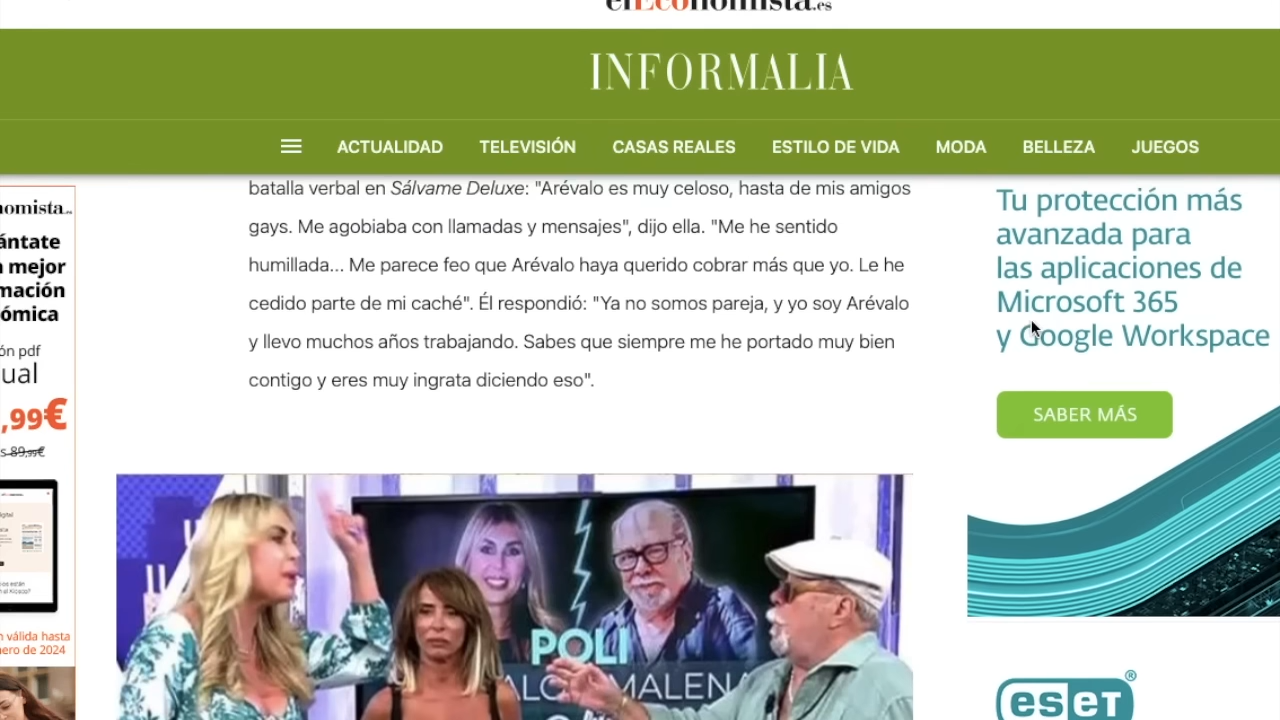 elEconomista.es
INFORMALIA
ACTUALIDAD TELEVISIÓN CASAS REALES ESTILO DE VIDA MODA BELLEZA JUEGOS
batalla verbal en Sálvame Deluxe: "Arévalo es muy celoso, hasta de mis amigos
gays. Me agobiaba con llamadas y mensajes", dijo ella. "Me he sentido
humillada... Me parece feo que Arévalo haya querido cobrar más que yo. Le he
cedido parte de mi caché". Él respondió: "Ya no somos pareja, y yo soy Arévalo
y llevo muchos años trabajando. Sabes que siempre me he portado muy bien
contigo y eres muy ingrata diciendo eso".
POLI
MALENA
nomista.es
ántate
mejor
mación
ómica
ón pdf
ual
,99€
s 89,99€
n válida hasta
nero de 2024
Tu protección más
avanzada para
las aplicaciones de
Microsoft 365
y Google Workspace
SABER MÁS
eseT®